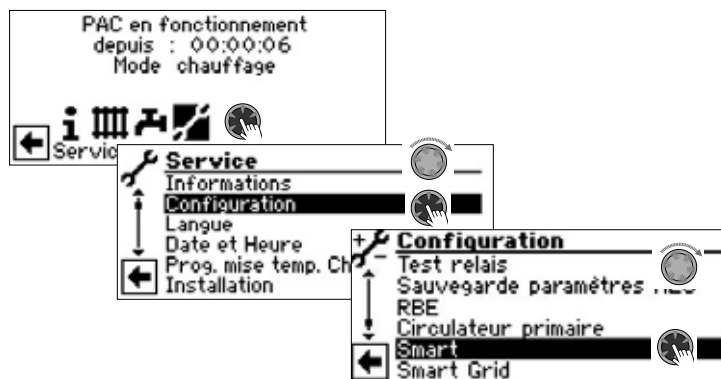 PAC en fonctionnement
depuis : 00:00:06
Mode chauffage
Servic
Service
Informations
Configuration
Langue
Date et Heure
Prog. mise temp. Ch
Installation
Configuration
Test relais
Sauvegarde paramètres
RBE
Circulateur primaire
Smart
Smart Grid